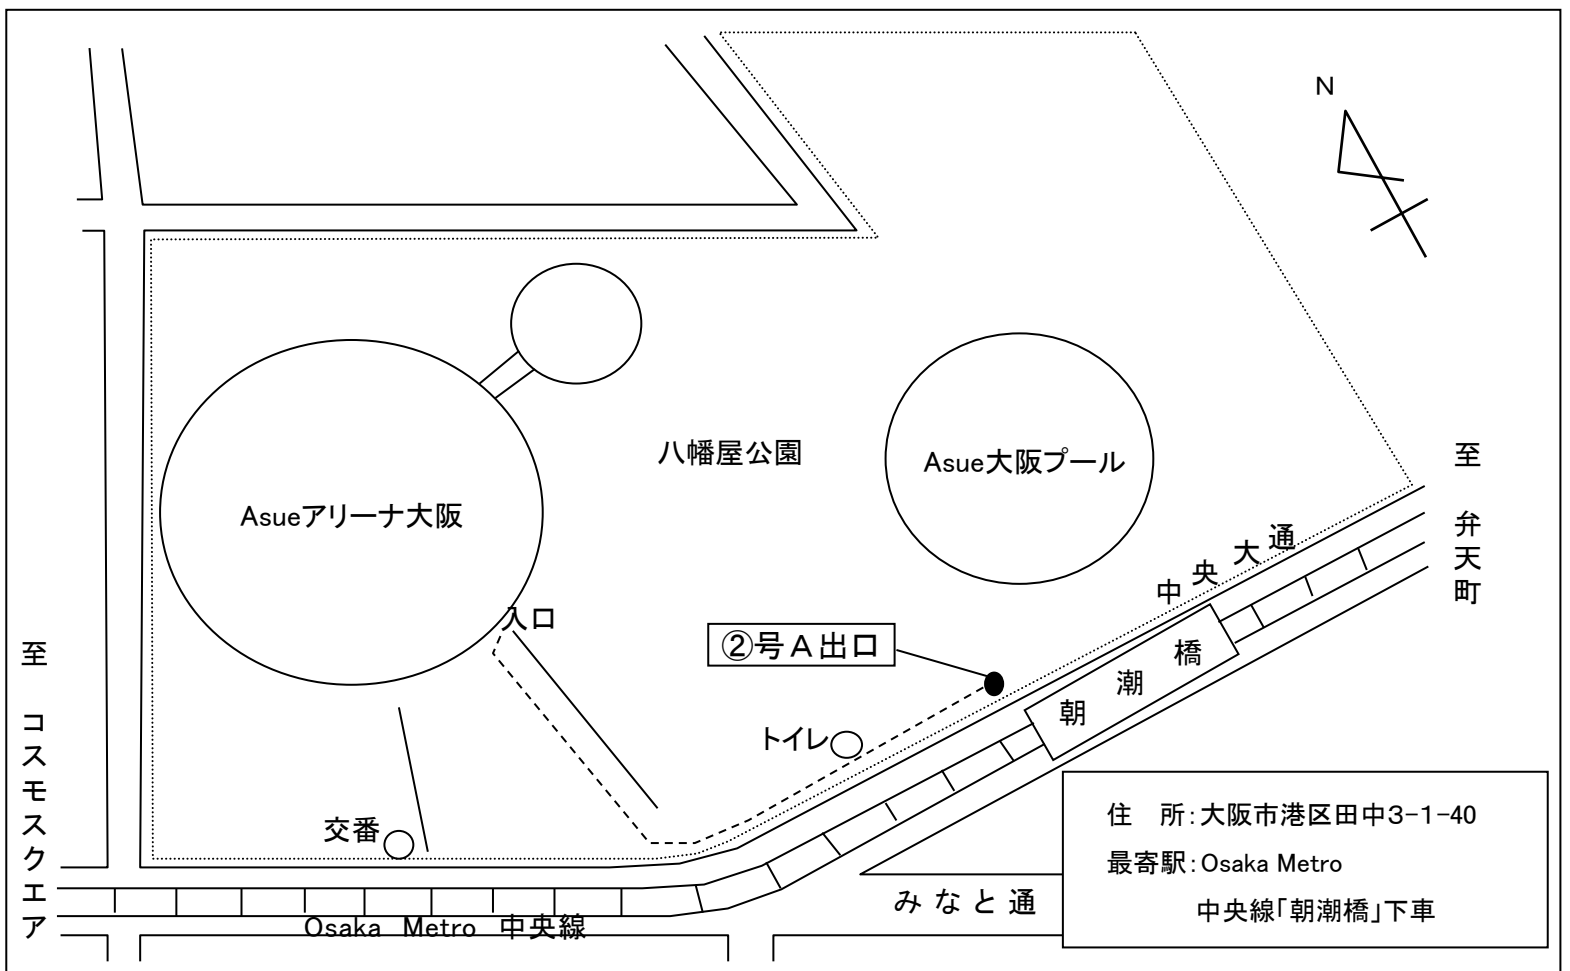 N
八幡屋公園
Asue大阪プール
Asueアリーナ大阪
至 弁天町
中央大通
入口
②号A出口
朝潮橋
トイレ
至 コスモスクエア
交番
みなと通
Osaka Metro 中央線
住 所:大阪市港区田中3-1-40
最寄駅:Osaka Metro
中央線「朝潮橋」下車